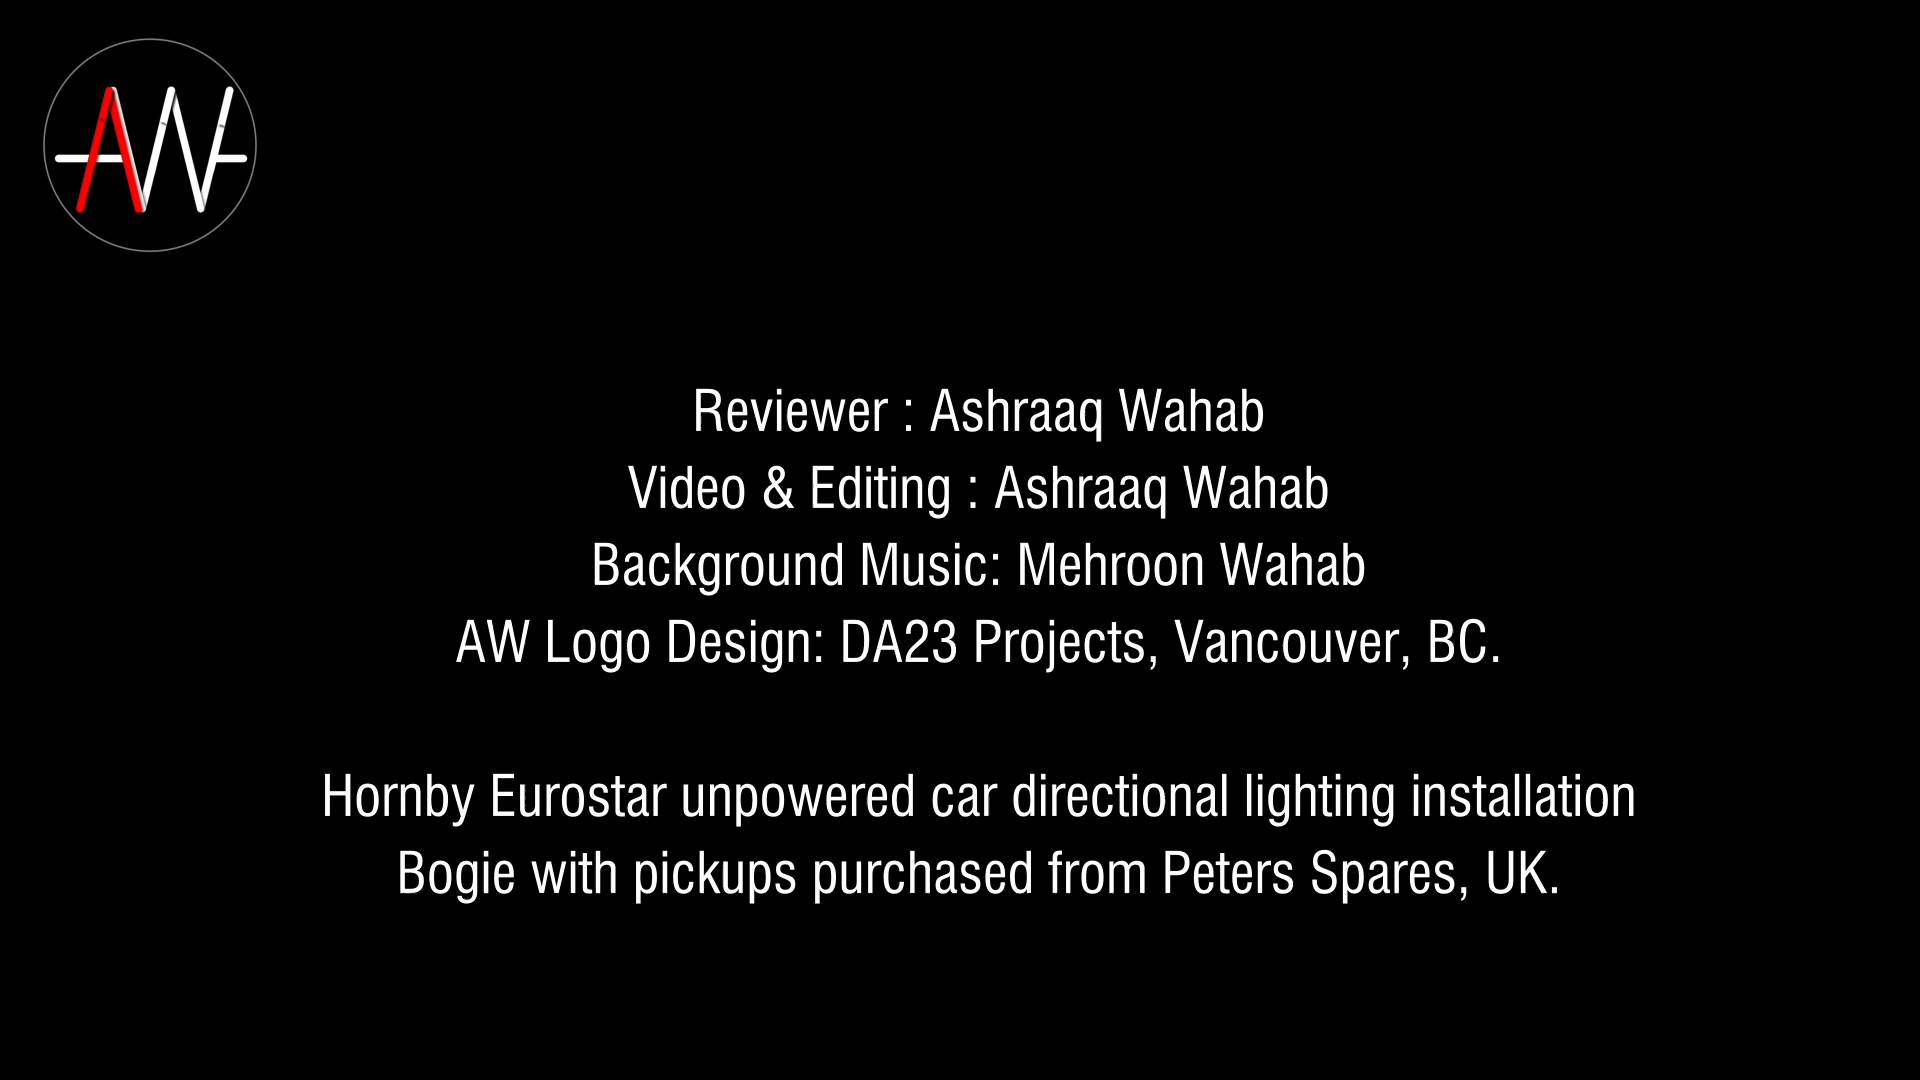 AW
Reviewer : Ashraaq Wahab
Video & Editing : Ashraaq Wahab
Background Music: Mehroon Wahab
AW Logo Design: DA23 Projects, Vancouver, BC.
Hornby Eurostar unpowered car directional lighting installation
Bogie with pickups purchased from Peters Spares, UK.